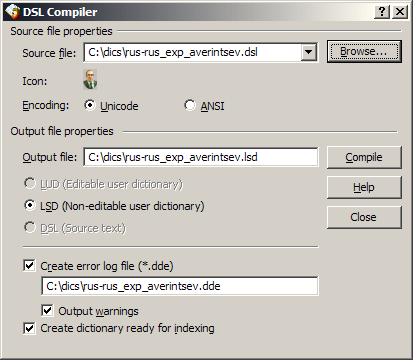 DSL Compiler
Source file properties
Source file: C:\dics\rus-rus_exp_averintsev.dsl Browse...
Icon:
Encoding: Unicode ANSI
Output file properties
Output file: C:\dics\rus-rus_exp_averintsev.lsd Compile
LUD (Editable user dictionary) Help
LSD (Non-editable user dictionary) Close
DSL (Source text)
Create error log file (*.dde)
C:\dics\rus-rus_exp_averintsev.dde
Output warnings
Create dictionary ready for indexing